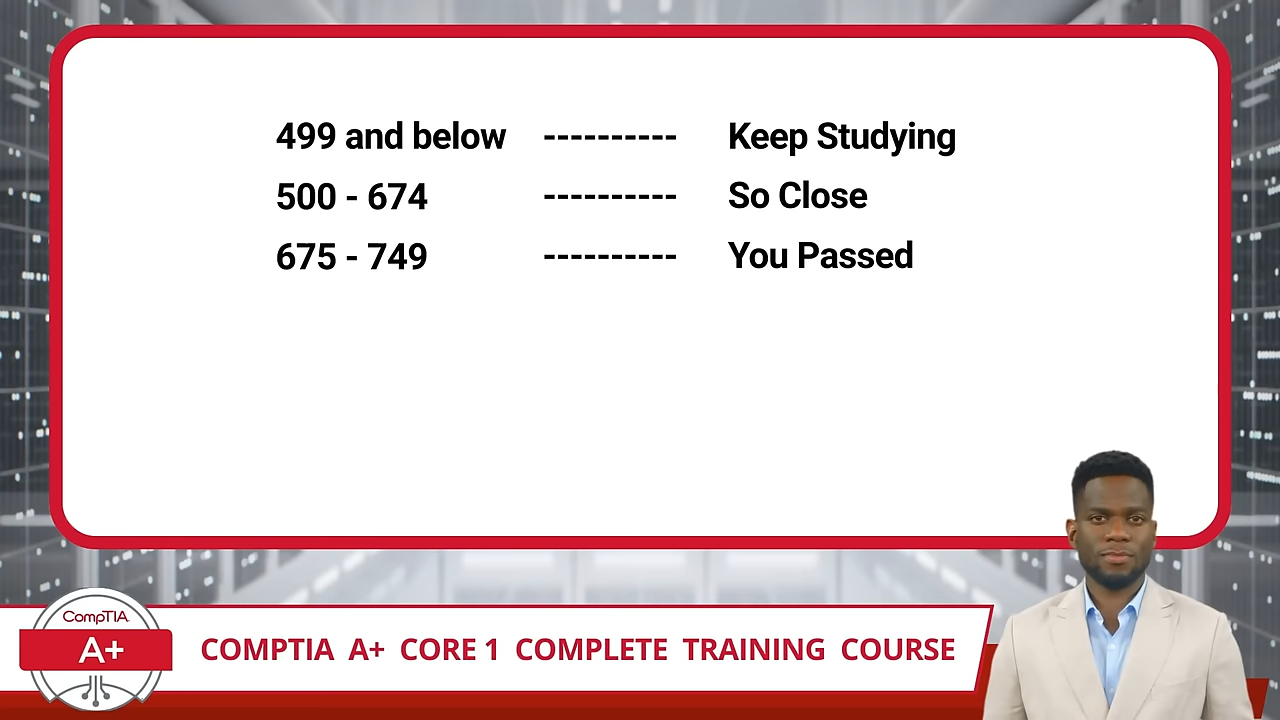 499 and below ---------- Keep Studying
500 - 674 ---------- So Close
675 - 749 ---------- You Passed
CompTIA
A+
COMPTIA A+ CORE 1 COMPLETE TRAINING COURSE